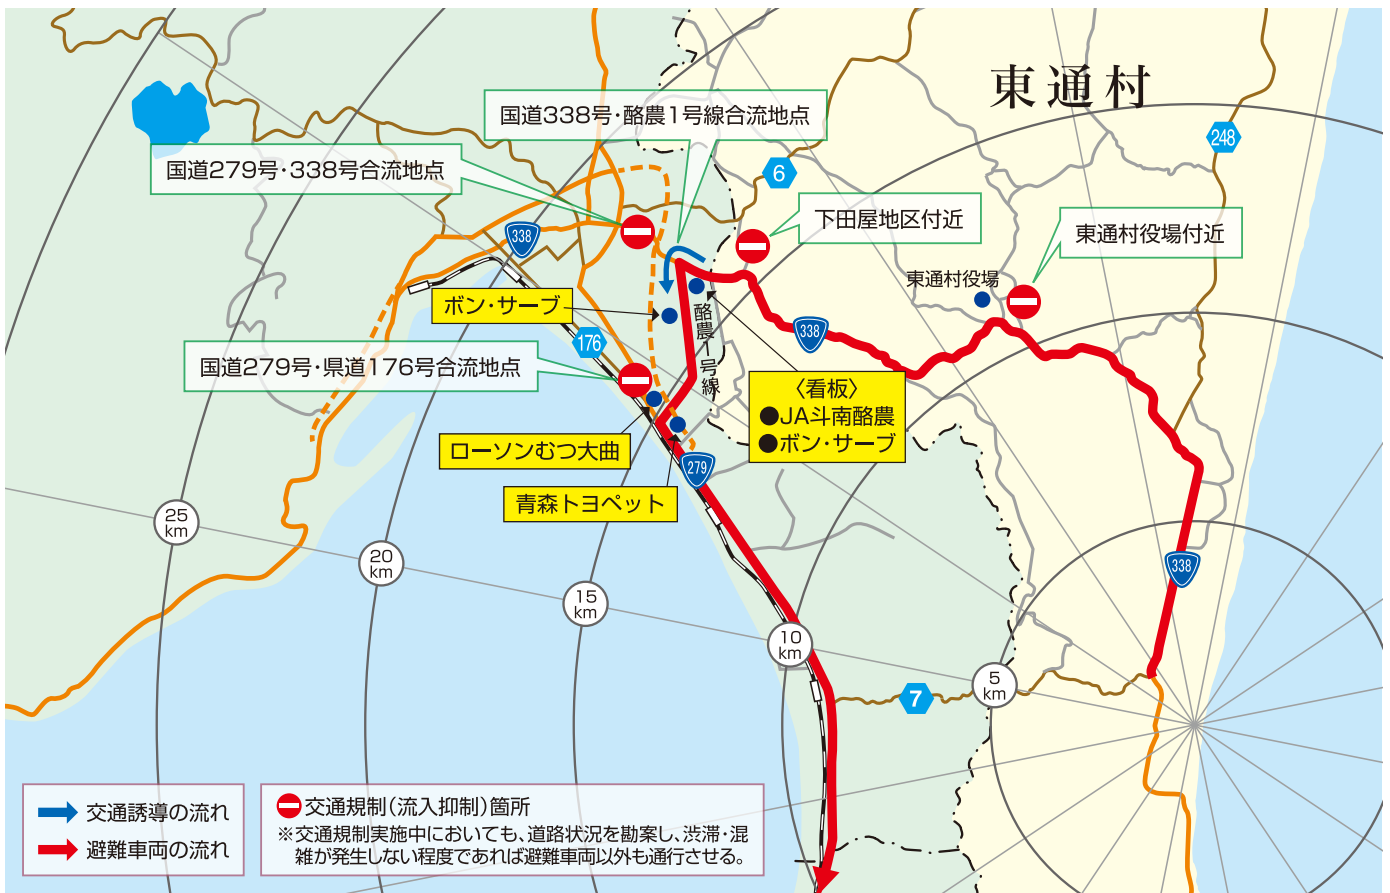 東通村
国道338号・酪農1号線合流地点
248
国道279号・338号合流地点
6
下田屋地区付近
東通村役場付近
338
東通村役場
ボン・サーブ
酪農1号線
338
176
国道279号・県道176号合流地点
〈看板〉
●JA斗南酪農
●ボン・サーブ
ローソンむつ大曲
279
青森トヨペット
25
km
20
km
338
15
km
10
km
5
km
7
交通誘導の流れ
避難車両の流れ
交通規制(流入抑制)箇所
※交通規制実施中においても、道路状況を勘案し、渋滞・混
雑が発生しない程度であれば避難車両以外も通行させる。